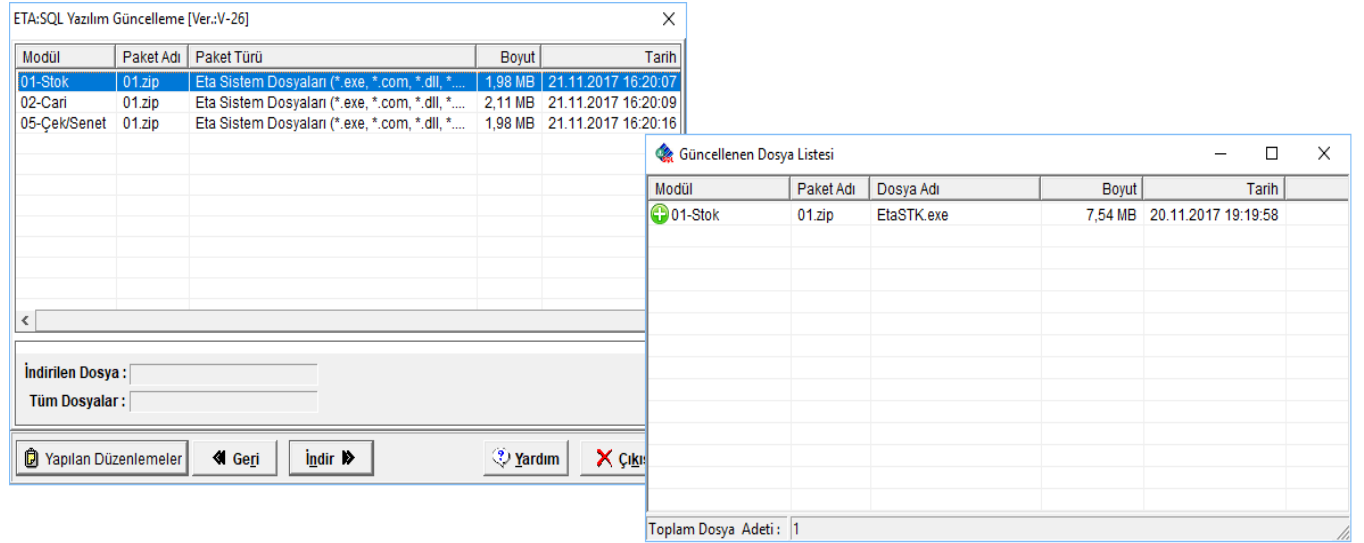 ETA:SQL Yazılım Güncelleme [Ver.:V-26]
Modül Paket Adı Paket Türü Boyut Tarih
01-Stok 01.zip Eta Sistem Dosyaları (*.exe, *.com, *.dll, *.... 1,98 MB 21.11.2017 16:20:07
02-Cari 01.zip Eta Sistem Dosyaları (*.exe, *.com, *.dll, *.... 2,11 MB 21.11.2017 16:20:09
05-Çek/Senet 01.zip Eta Sistem Dosyaları (*.exe, *.com, *.dll, *.... 1,98 MB 21.11.2017 16:20:16
İndirilen Dosya :
Tüm Dosyalar :
Yapılan Düzenlemeler Geri İndir Yardım Çıkış
Güncellenen Dosya Listesi
Modül Paket Adı Dosya Adı Boyut Tarih
01-Stok 01.zip EtaSTK.exe 7,54 MB 20.11.2017 19:19:58
Toplam Dosya Adeti : 1